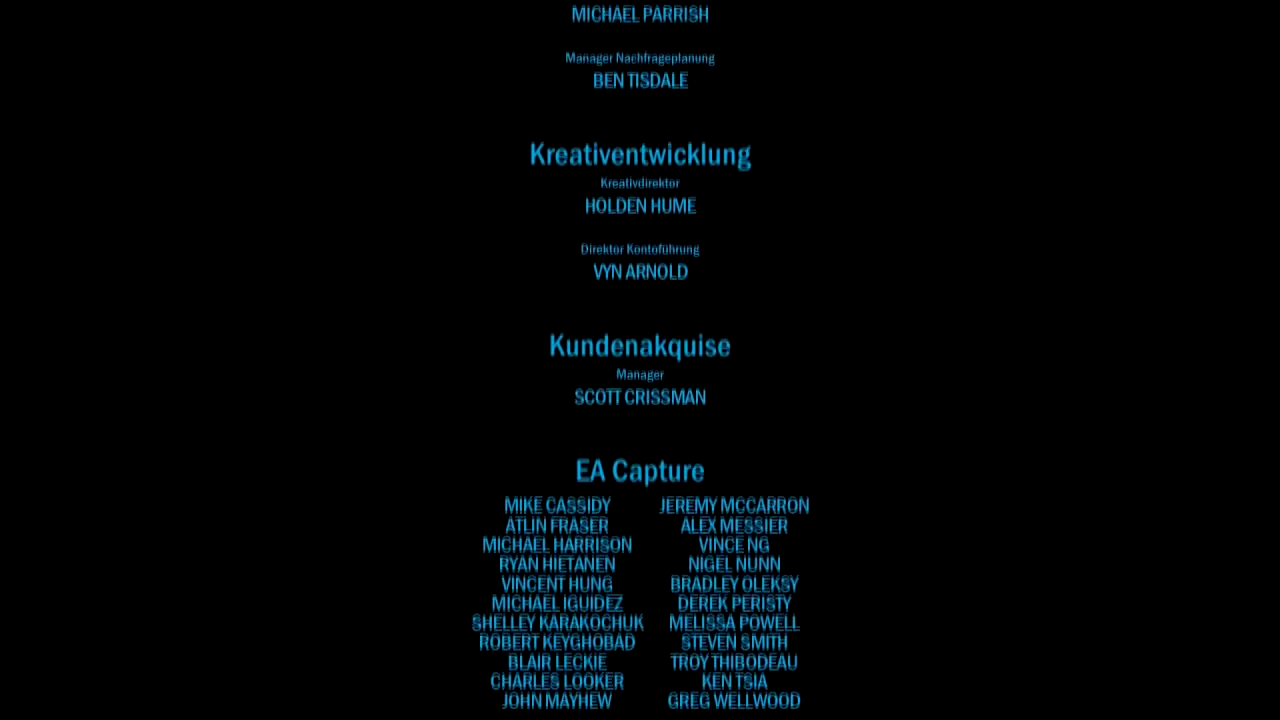 MICHAEL PARRISH
Manager Nachfrageplanung
BEN TISDALE
Kreativentwicklung
Kreativdirektor
HOLDEN HUME
Direktor Kontoführung
VYN ARNOLD
Kundenakquise
Manager
SCOTT CRISSMAN
EA Capture
MIKE CASSIDY
ATLIN FRASER
MICHAEL HARRISON
RYAN HIETANEN
VINCENT HUNG
MICHAEL IGUIDEZ
SHELLEY KARAKOCHUK
ROBERT KEYGHOBAD
BLAIR LECKIE
CHARLES LOOKER
JOHN MAYHEW
JEREMY MCCARRON
ALEX MESSIER
VINCE NG
NIGEL NUNN
BRADLEY OLEKSY
DEREK PERISTY
MELISSA POWELL
STEVEN SMITH
TROY THIBODEAU
KEN TSIA
GREG WELLWOOD